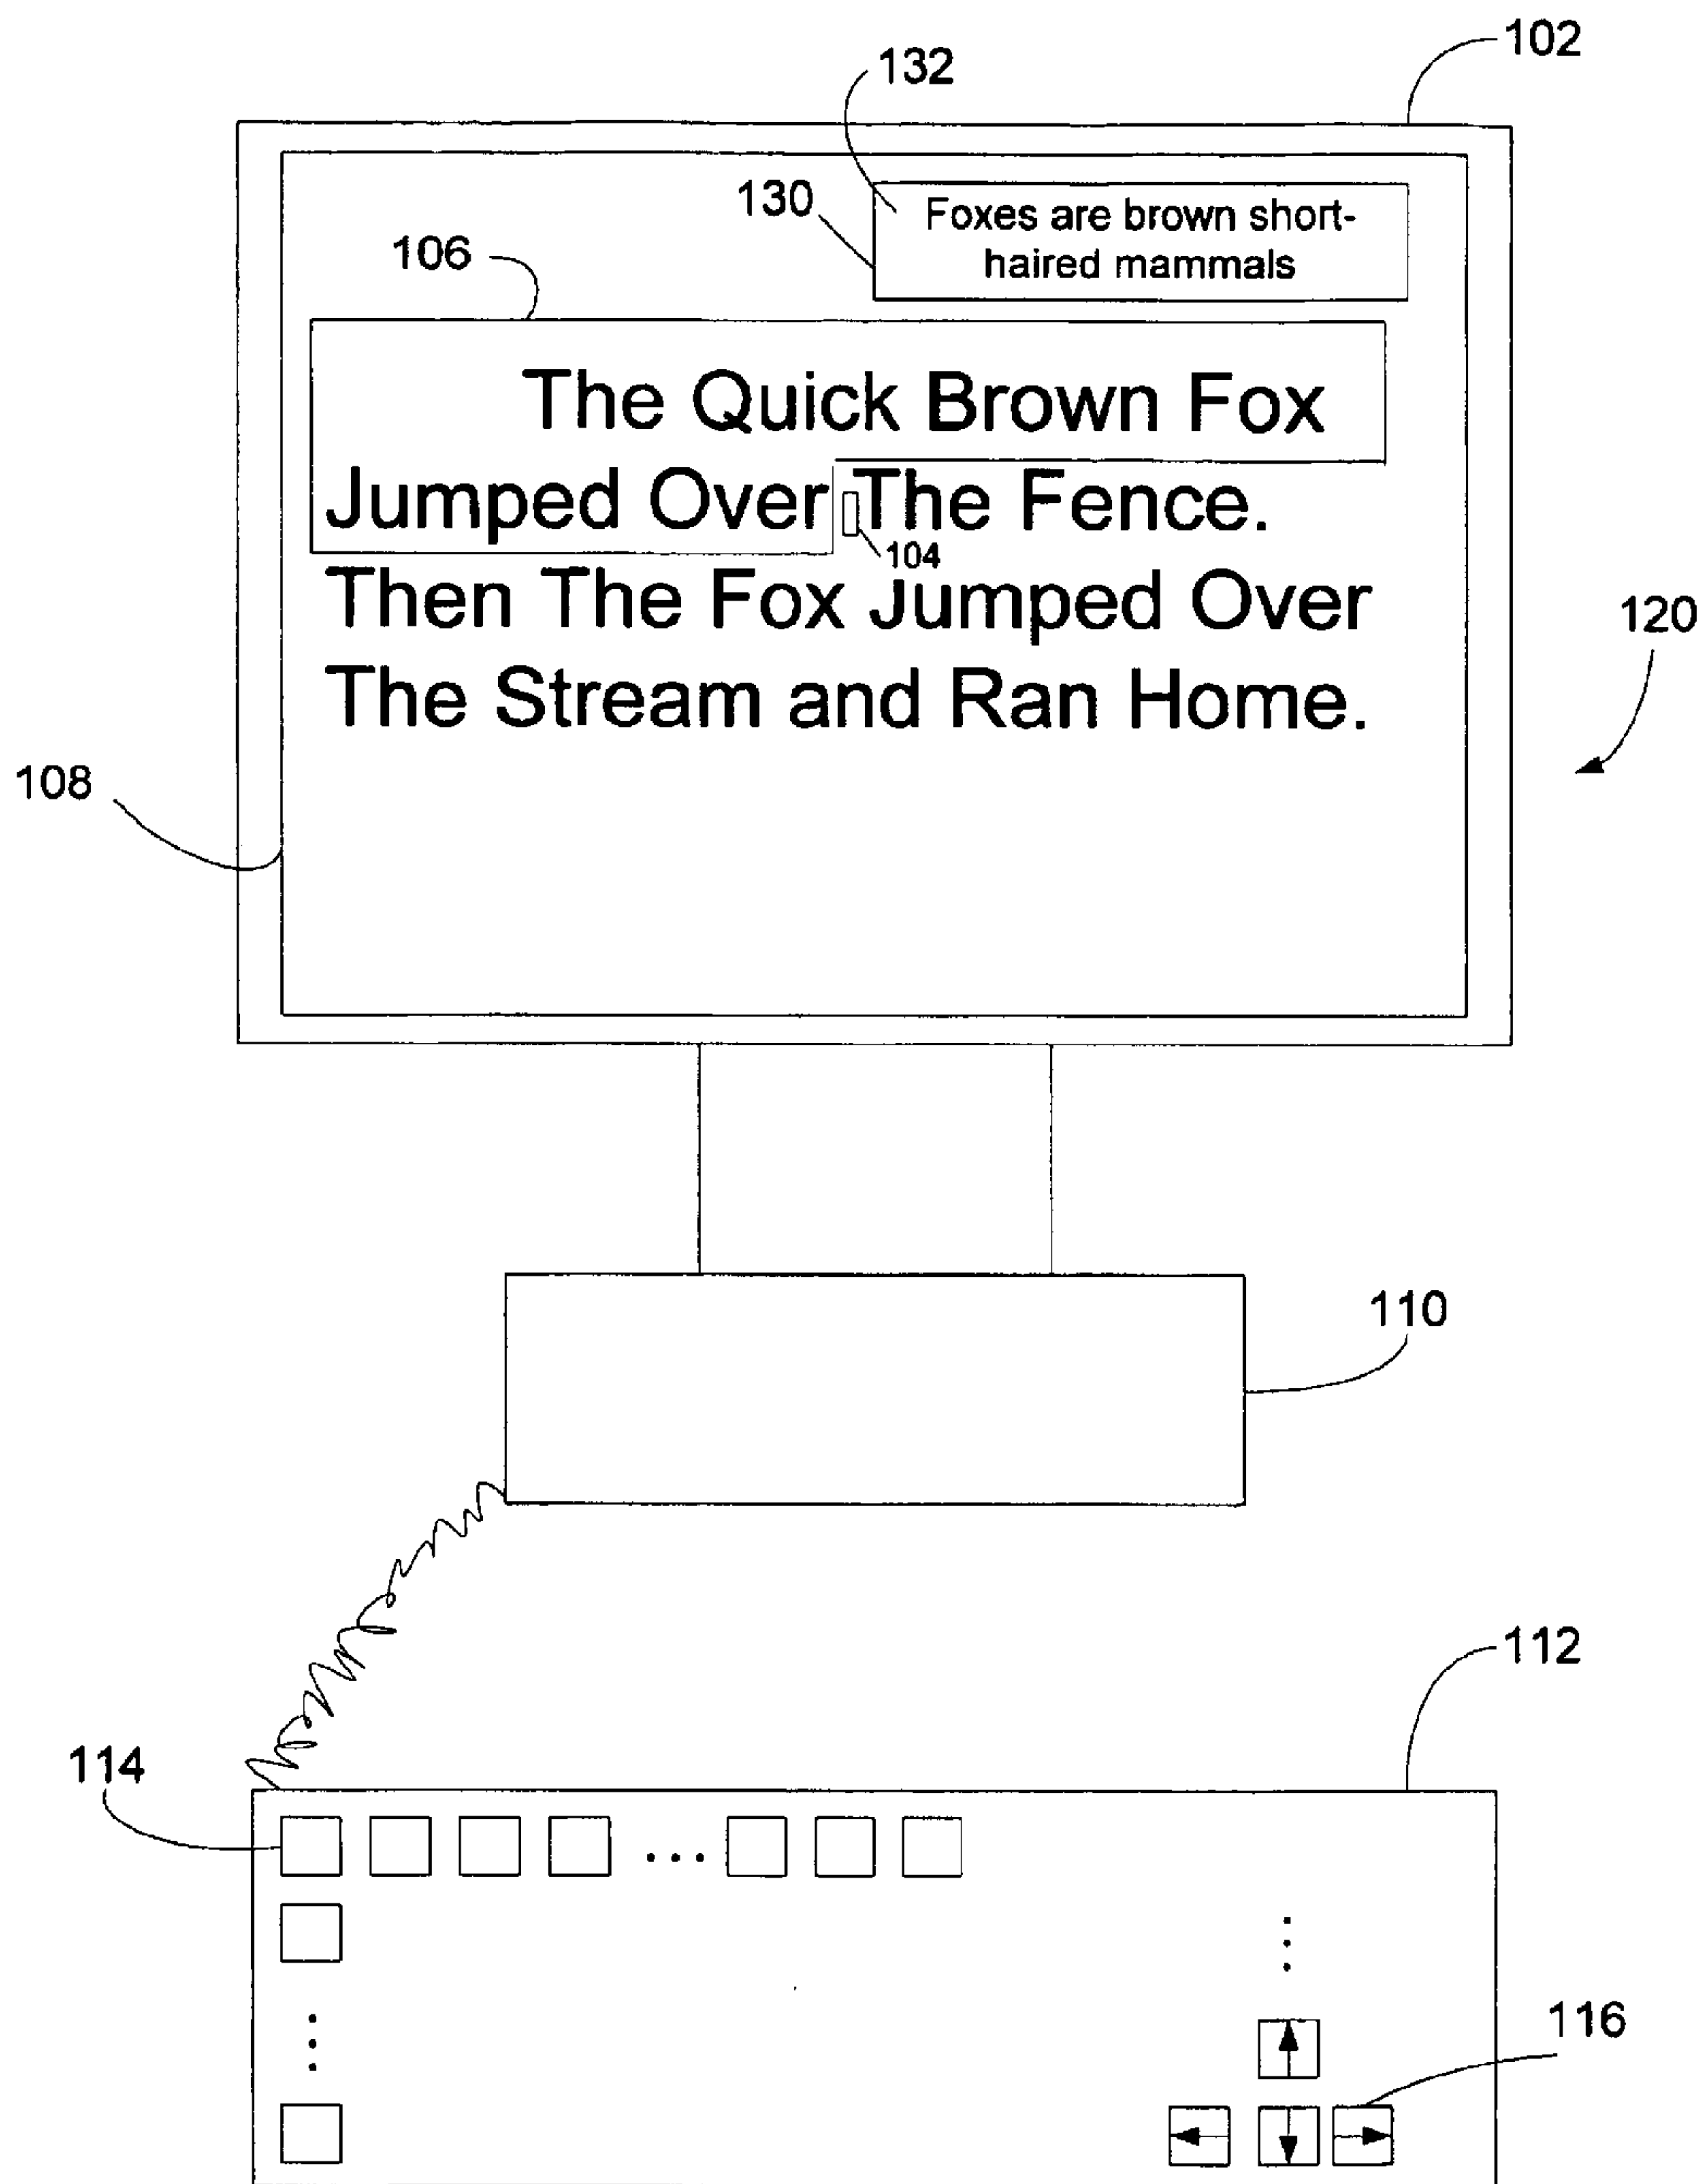 102
132
130
Foxes are brown short-
haired mammals
106
The Quick Brown Fox
Jumped Over The Fence.
104
Then The Fox Jumped Over
120
The Stream and Ran Home.
108
110
112
114
...
116